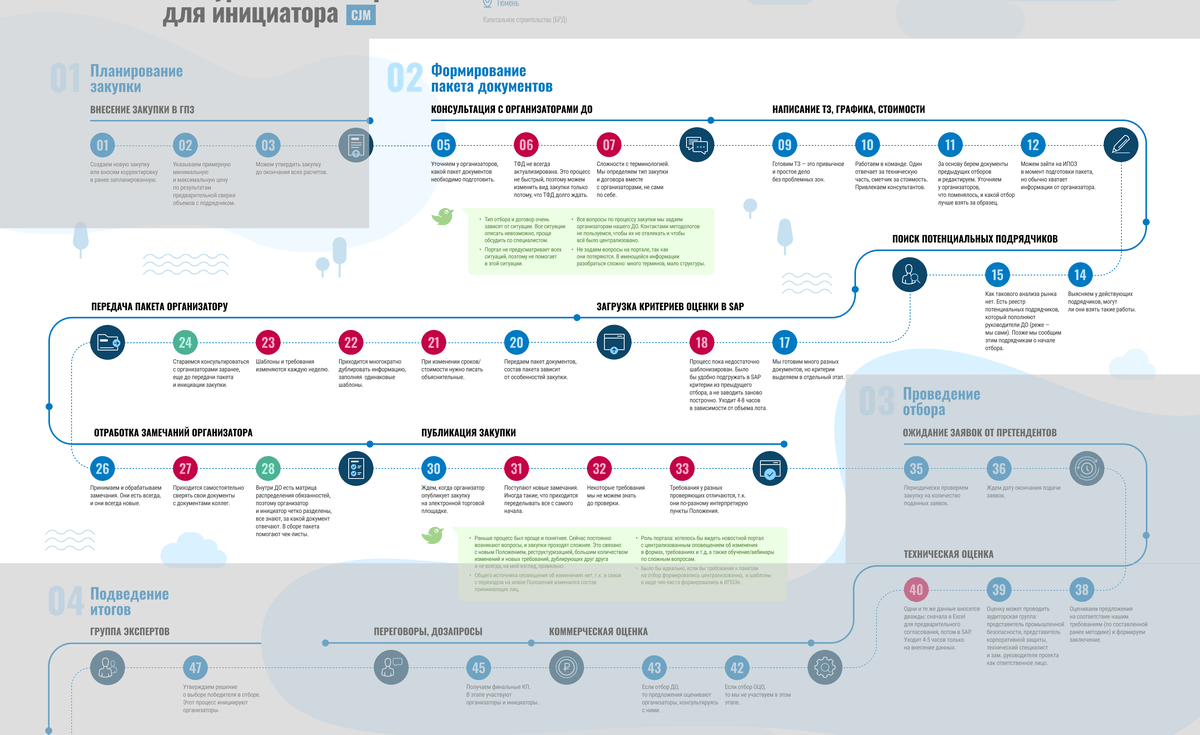 для инициатора CJM
Тюмень
Капитальное строительство (БРД)
01 Планирование
закупки
ВНЕСЕНИЕ ЗАКУПКИ В ГПЗ
01
Создаем новую закупку
или вносим корректировку
в ранее запланированную.
02
Указываем примерную
минимальную
и максимальную цену
по результатам
предварительной сверки
объемов с подрядчиком.
03
Можем утвердить закупку
до окончания всех расчетов.
02 Формирование
пакета документов
КОНСУЛЬТАЦИЯ С ОРГАНИЗАТОРАМИ ДО
05
Уточняем у организаторов,
какой пакет документов
необходимо подготовить.
06
ТФД не всегда
актуализирована. Это процесс
не быстрый, поэтому можем
изменить вид закупки только
потому, что ТФД долго ждать.
07
Сложности с терминологией.
Мы определяем тип закупки
и договора вместе
с организаторами, не сами
по себе.
Тип отбора и договор очень
зависят от ситуации. Все ситуации
описать невозможно, проще
обсудить со специалистом.
Портал не предусматривает всех
ситуаций, поэтому не помогает
в этой ситуации.
Все вопросы по процессу закупки мы задаем
организаторам нашего ДО. Контактами методологов
не пользуемся, чтобы их не отвлекать и чтобы
всё было централизовано.
Не задаем вопросы на портале, так как
они потеряются. В имеющейся информации
разобраться сложно: много терминов, мало структуры.
НАПИСАНИЕ ТЗ, ГРАФИКА, СТОИМОСТИ
09
Готовим ТЗ — это привычное
и простое дело
без проблемных зон.
10
Работаем в команде. Один
отвечает за техническую
часть, сметчик за стоимость.
Привлекаем консультантов.
11
За основу берем документы
предыдущих отборов
и редактируем. Уточняем
у организаторов,
что поменялось, и какой отбор
лучше взять за образец.
12
Можем зайти на ИПОЗ
в момент подготовки пакета,
но обычно хватает
информации от организатора.
ПОИСК ПОТЕНЦИАЛЬНЫХ ПОДРЯДЧИКОВ
15
Как такового анализа рынка
нет. Есть реестр
потенциальных подрядчиков,
который пополняют
руководители ДО (реже —
мы сами). Позже мы сообщим
этим подрядчикам о начале
отбора.
14
Выясняем у действующих
подрядчиков, могут
ли они взять такие работы.
ПЕРЕДАЧА ПАКЕТА ОРГАНИЗАТОРУ
24
Стараемся консультироваться
с организаторами заранее,
еще до передачи пакета
и инициации закупки.
23
Шаблоны и требования
изменяются каждую неделю.
22
Приходится многократно
дублировать информацию,
заполняя одинаковые
шаблоны.
21
При изменении сроков/
стоимости нужно писать
объяснительные.
20
Передаем пакет документов,
состав пакета зависит
от особенностей закупки.
ЗАГРУЗКА КРИТЕРИЕВ ОЦЕНКИ В SAP
18
Процесс пока недостаточно
шаблонизирован. Было
бы удобно подгружать в SAP
критерии из предыдущего
отбора, а не заводить заново
построчно. Уходит 4-8 часов
в зависимости от объема лота.
17
Мы готовим много разных
документов, но критерии
выделяем в отдельный этап.
ОТРАБОТКА ЗАМЕЧАНИЙ ОРГАНИЗАТОРА
26
Принимаем и обрабатываем
замечания. Они есть всегда,
и они всегда новые.
27
Приходится самостоятельно
сверять свои документы
с документами коллег.
28
Внутри ДО есть матрица
распределения обязанностей,
поэтому организатор
и инициатор четко разделены,
все знают, за какой документ
отвечают. В сборе пакета
помогают чек-листы.
ПУБЛИКАЦИЯ ЗАКУПКИ
30
Ждем, когда организатор
опубликует закупку
на электронной торговой
площадке.
31
Поступают новые замечания.
Иногда такие, что приходится
переделывать все с самого
начала.
32
Некоторые требования
мы не можем знать
до проверки.
33
Требования у разных
проверяющих отличаются, т.к.
они по-разному интерпретируют
пункты Положения.
Раньше процесс был проще и понятнее. Сейчас постоянно
возникают вопросы, и закупки проходят сложнее. Это связано
с новым Положением, реструктуризацией, большим количеством
изменений и новых требований, дублирующих друг друга
и не всегда, на мой взгляд, правильно.
Общего источника оповещения об изменениях нет, т.к. в связи
с переходом на новое Положение изменился состав
принимающих лиц.
Роль портала: хотелось бы видеть новостной портал
с централизованным оповещением об изменениях
в формах, требованиях и т.д, а также обучение/вебинары
по сложным вопросам.
Было бы идеально, если бы требования к пакетам
на отбор формировались централизованно, а шаблоны
в виде чек-листа формировались в ИПОЗе.
03 Проведение
отбора
ОЖИДАНИЕ ЗАЯВОК ОТ ПРЕТЕНДЕНТОВ
35
Периодически проверяем
закупку на количество
поданных заявок.
36
Ждем дату окончания подачи
заявок.
ТЕХНИЧЕСКАЯ ОЦЕНКА
40
Одни и те же данные вносятся
дважды: сначала в Excel
для предварительного
согласования, потом в SAP.
Уходит 4-5 часов только
на внесение данных.
39
Оценку может проводить
аудиторская группа:
представитель промышленной
безопасности, представитель
корпоративной защиты,
технический специалист
и зам. руководителя проекта
как ответственное лицо.
38
Оцениваем предложения
на соответствие нашим
требованиям (по составленной
ранее методике) и формируем
заключение.
04 Подведение
итогов
ГРУППА ЭКСПЕРТОВ
47
Утверждаем решение
о выборе победителя в отборе.
Этот процесс инициируют
организаторы.
ПЕРЕГОВОРЫ, ДОЗАПРОСЫ
45
Получаем финальные КП.
В этапе участвуют
организаторы и инициаторы.
КОММЕРЧЕСКАЯ ОЦЕНКА
43
Если отбор ДО,
то предложения оценивают
организаторы, консультируясь
с ними.
42
Если отбор ОЦО,
то мы не участвуем в этом
этапе.